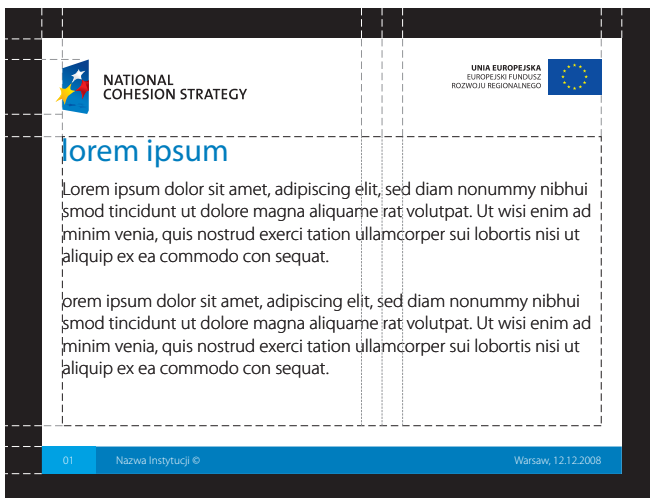 NATIONAL
COHESION STRATEGY
UNIA EUROPEJSKA
EUROPEJSKI FUNDUSZ
ROZWOJU REGIONALNEGO
lorem ipsum
Lorem ipsum dolor sit amet, adipiscing elit, sed diam nonummy nibhui
smod tincidunt ut dolore magna aliquame rat volutpat. Ut wisi enim ad
minim venia, quis nostrud exerci tation ullamcorper sui lobortis nisi ut
aliquip ex ea commodo con sequat.
orem ipsum dolor sit amet, adipiscing elit, sed diam nonummy nibhui
smod tincidunt ut dolore magna aliquame rat volutpat. Ut wisi enim ad
minim venia, quis nostrud exerci tation ullamcorper sui lobortis nisi ut
aliquip ex ea commodo con sequat.
01 Nazwa Instytucji © Warsaw, 12.12.2008